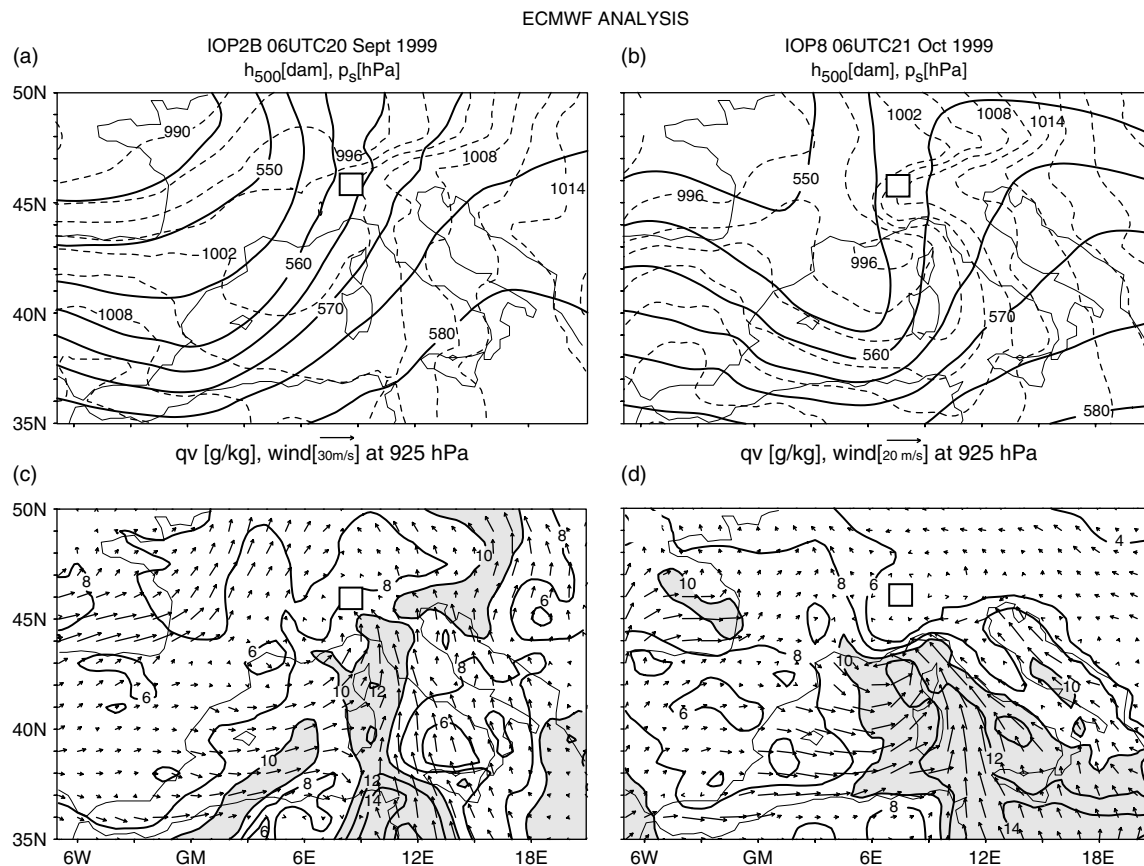 ECMWF ANALYSIS
(a)
IOP2B 06UTC20 Sept 1999
h500[dam], ps[hPa]
(b)
IOP8 06UTC21 Oct 1999
h500[dam], ps[hPa]
50N
45N
40N
35N
990
550
996
1008
1014
1002
560
570
1008
580
1002
1008
1014
550
996
996
570
560
580
(c)
qv [g/kg], wind[30m/s] at 925 hPa
(d)
qv [g/kg], wind[20 m/s] at 925 hPa
50N
45N
40N
35N
8
10
8
8
6
6
6
8
10
12
6
10
12
8
14
6
4
10
8
6
8
10
10
6
12
8
14
6W
GM
6E
12E
18E
6W
GM
6E
12E
18E